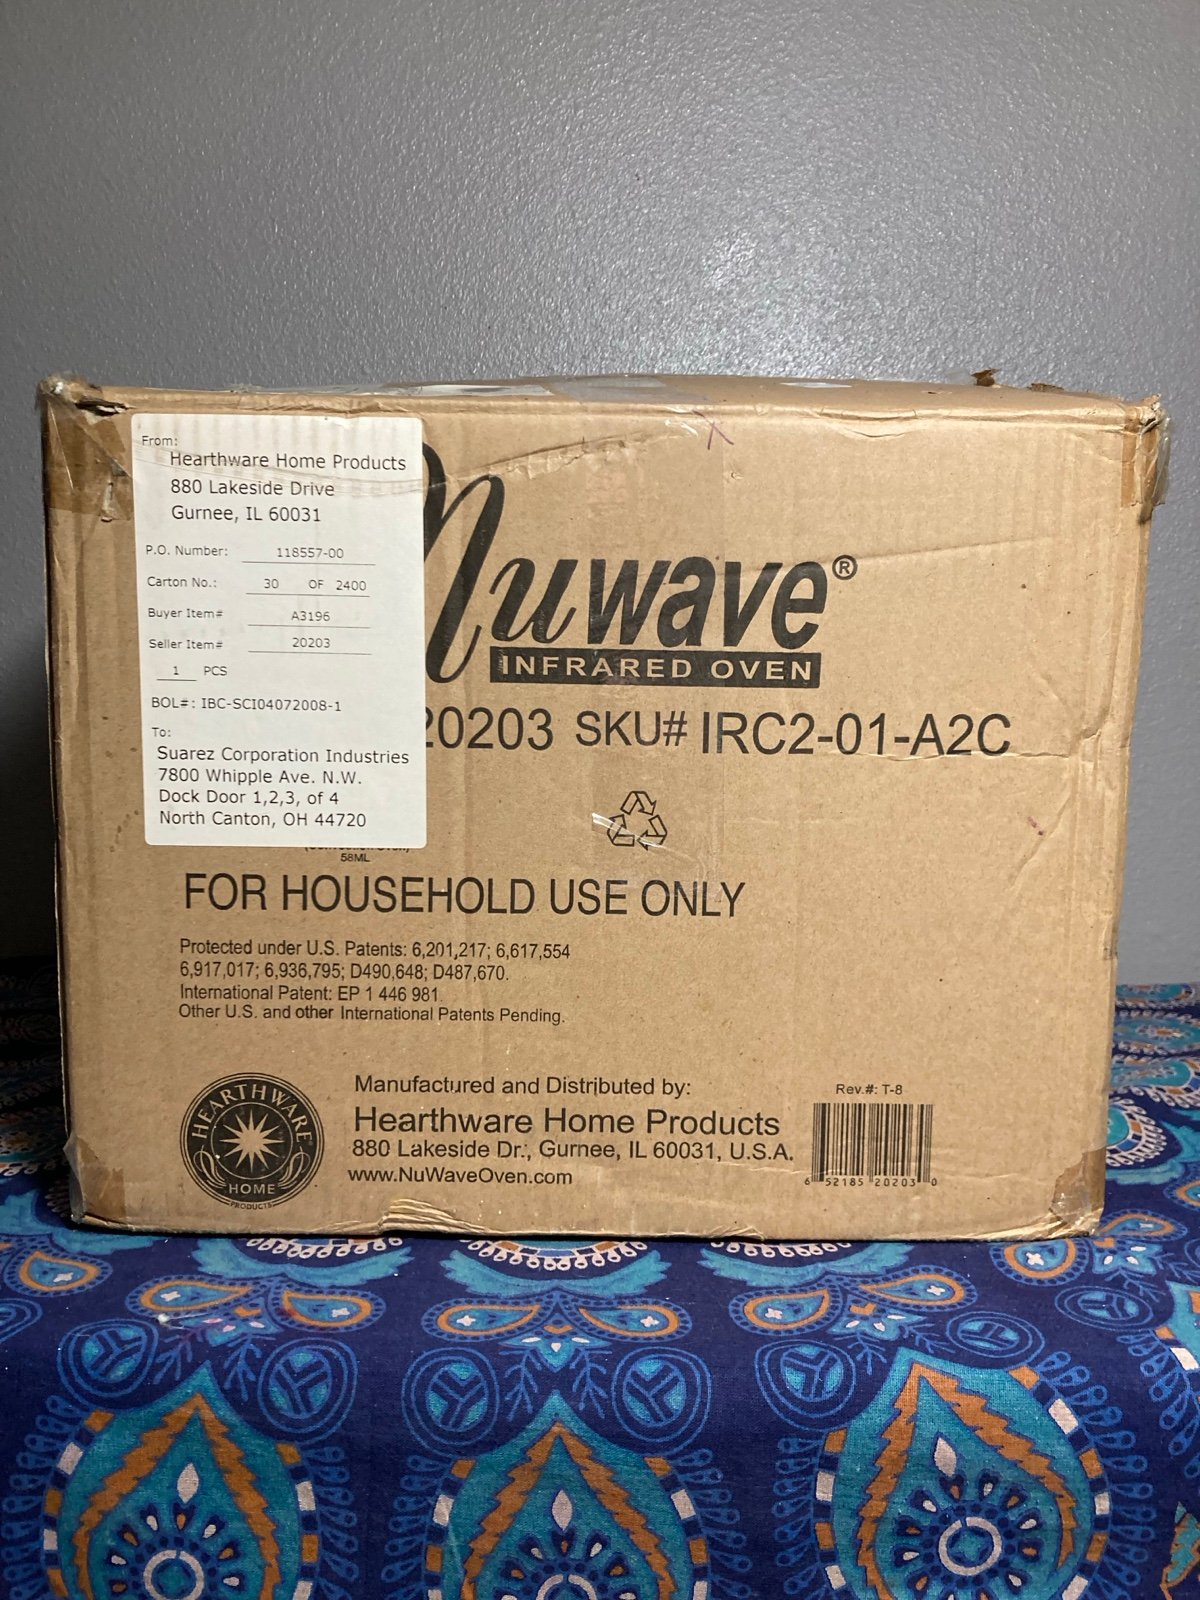 From:
Hearthware Home Products
880 Lakeside Drive
Gurnee, IL 60031
P.O. Number: 118557-00
Carton No.: 30 OF 2400
Buyer Item# A3196
Seller Item# 20203
1 PCS
BOL#: IBC-SCI04072008-1
To:
Suarez Corporation Industries
7800 Whipple Ave. N.W.
Dock Door 1,2,3, of 4
North Canton, OH 44720
Nuwave®
INFRARED OVEN
20203 SKU# IRC2-01-A2C
58ML
FOR HOUSEHOLD USE ONLY
Protected under U.S. Patents: 6,201,217; 6,617,554
6,917,017; 6,936,795; D490,648; D487,670.
International Patent: EP 1 446 981.
Other U.S. and other International Patents Pending.
HEARTHWARE®
HOME
PRODUCTS
Manufactured and Distributed by:
Hearthware Home Products
880 Lakeside Dr., Gurnee, IL 60031, U.S.A.
www.NuWaveOven.com
Rev.#: T-8
6 52185 20203 0